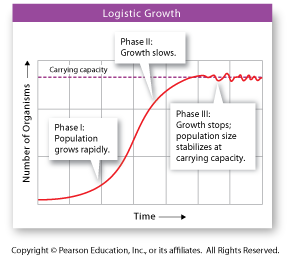 Logistic Growth
Phase II:
Growth slows.
Carrying capacity
Phase I:
Population
grows rapidly.
Phase III:
Growth stops;
population size
stabilizes at
carrying capacity.
Number of Organisms
Time
Copyright © Pearson Education, Inc., or its affiliates. All Rights Reserved.